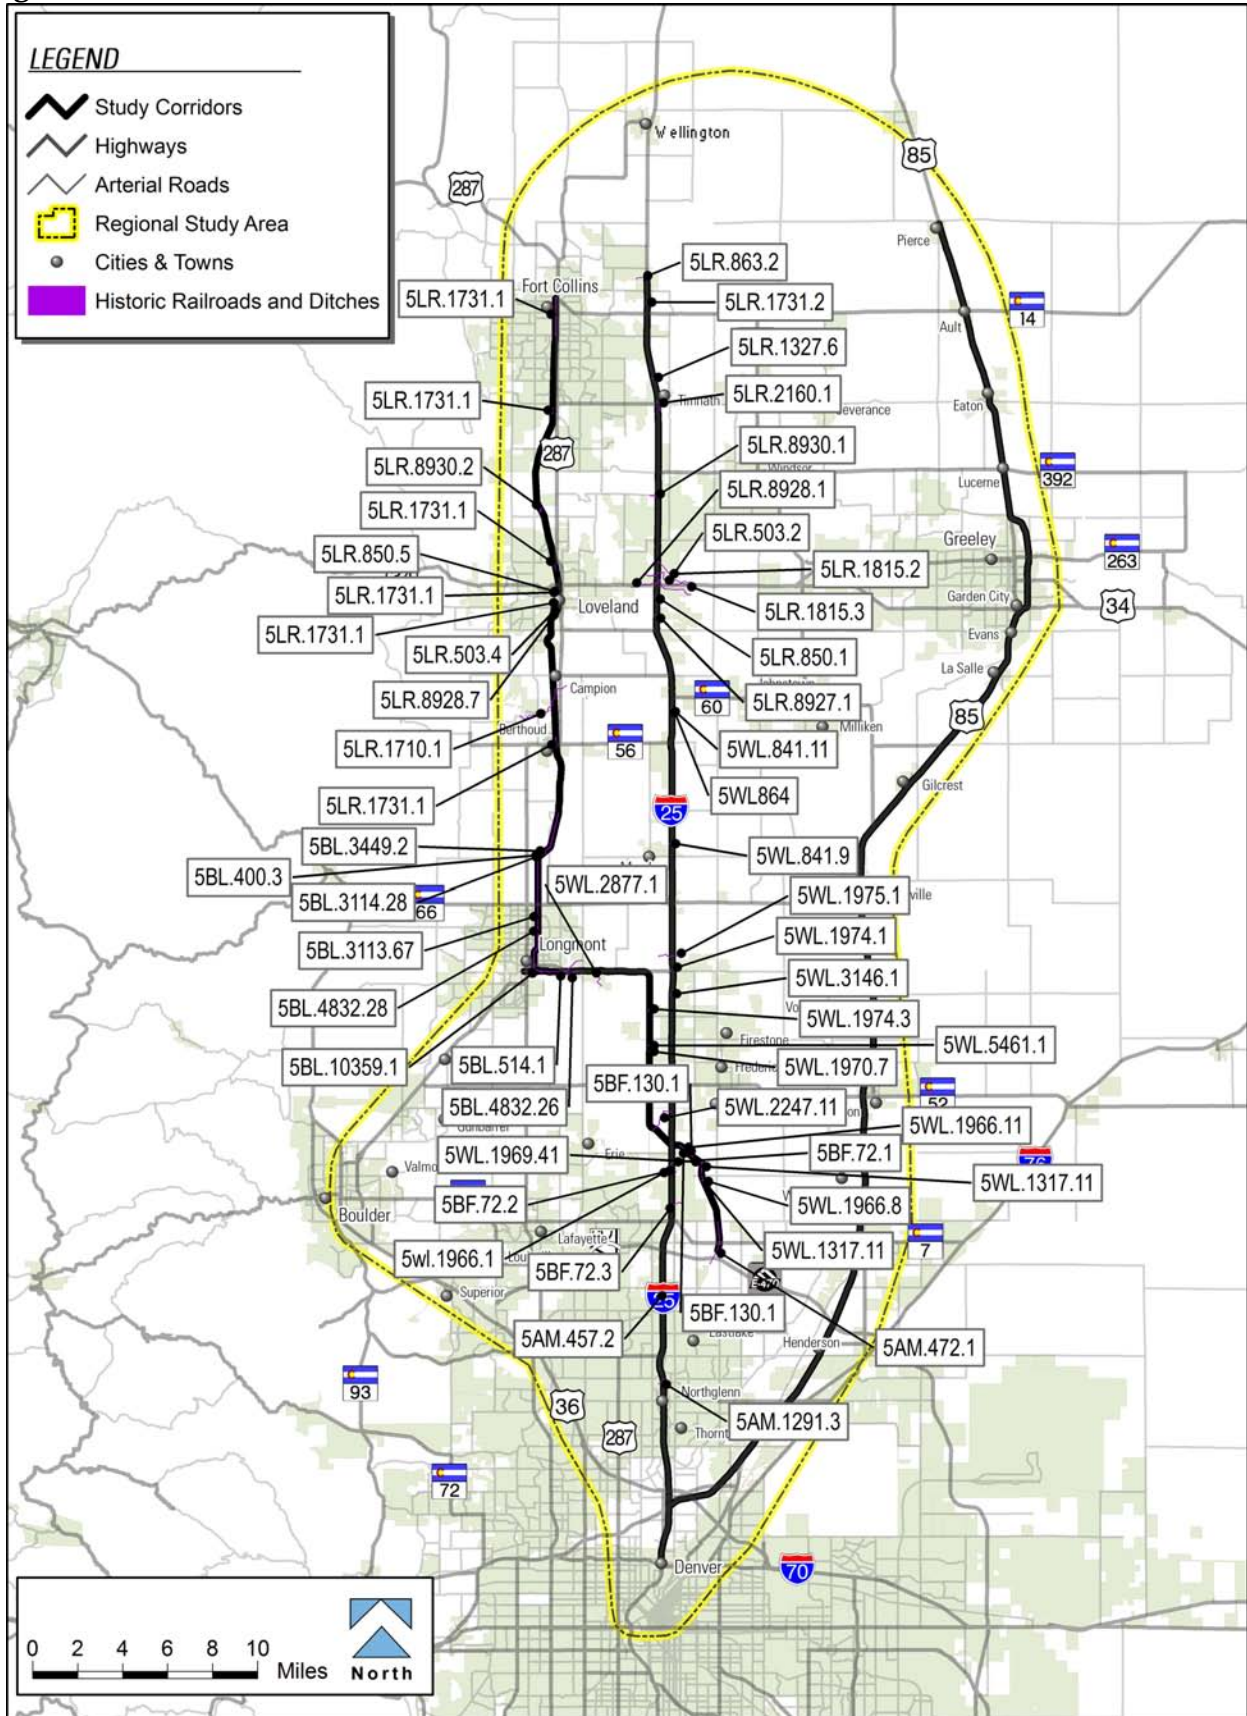 LEGEND
Study Corridors
Highways
Arterial Roads
Regional Study Area
Cities & Towns
Historic Railroads and Ditches
Wellington
85
287
Pierce
5LR.863.2
Fort Collins
5LR.1731.1
5LR.1731.2
14
Ault
5LR.1327.6
5LR.2160.1
Timnath
Eaton
5LR.1731.1
287
5LR.8930.1
5LR.8930.2
Lucerne
392
5LR.8928.1
5LR.1731.1
5LR.503.2
Greeley
5LR.850.5
263
5LR.1815.2
5LR.1731.1
Loveland
Garden City
34
5LR.1815.3
5LR.1731.1
Evans
5LR.503.4
5LR.850.1
La Salle
5LR.8928.7
Campion
60
5LR.8927.1
85
Berthoud
Milliken
5LR.1710.1
56
5WL.841.11
Gilcrest
5WL864
5LR.1731.1
25
5BL.3449.2
5WL.841.9
5BL.400.3
5WL.2877.1
5BL.3114.28
66
5WL.1975.1
ville
5WL.1974.1
Longmont
5BL.3113.67
5WL.3146.1
5BL.4832.28
5WL.1974.3
Firestone
5WL.5461.1
5BL.10359.1
5BL.514.1
5WL.1970.7
5BF.130.1
5BL.4832.26
52
5WL.2247.11
5WL.1966.11
5WL.1969.41
Erie
5BF.72.1
76
5WL.1317.11
5BF.72.2
5WL.1966.8
Boulder
Lafayette
7
5wl.1966.1
5WL.1317.11
5BF.72.3
E-470
Superior
25
5BF.130.1
5AM.457.2
Eastlake
Henderson
5AM.472.1
93
36
Northglenn
5AM.1291.3
287
72
Denver
70
0 2 4 6 8 10
Miles
North